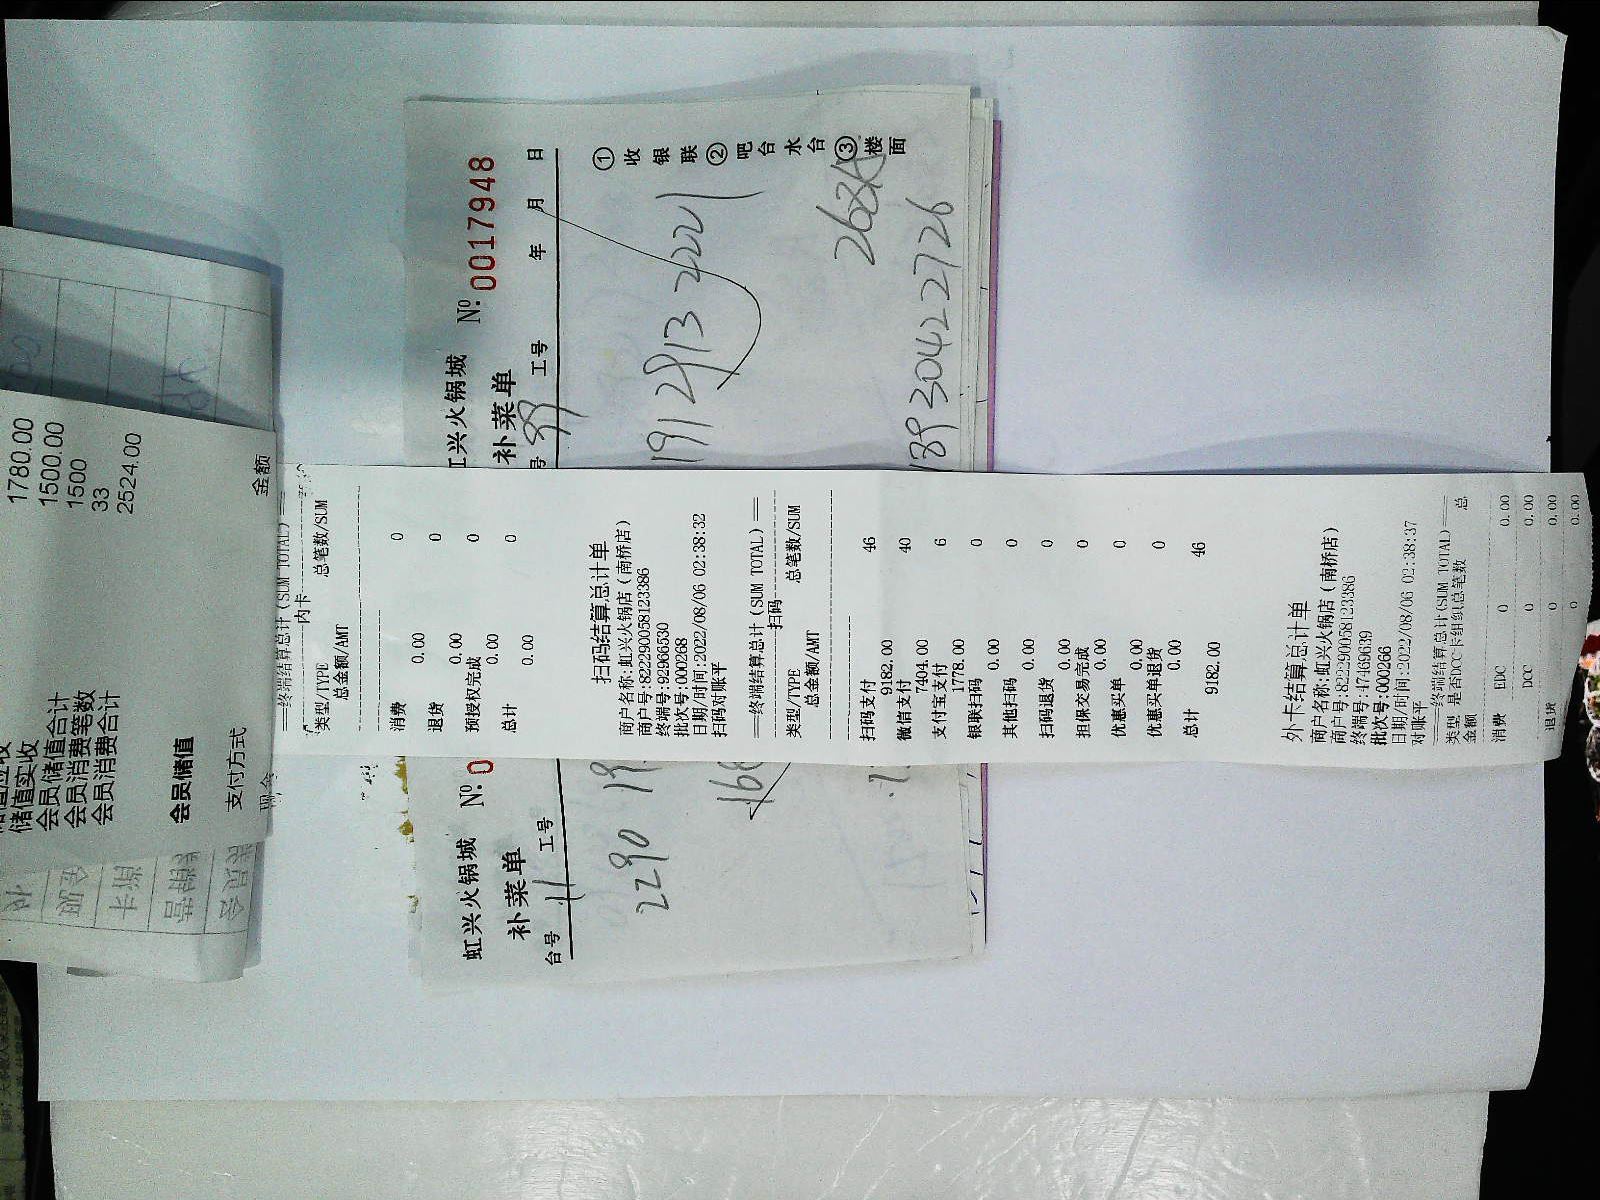 1780.00
储值实收 1500.00
会员储值合计 1500
会员消费笔数 33
会员消费合计 2524.00
会员储值
支付方式 金额
现金
==终端结算总计(SUM TOTAL)==
内卡
类型/TYPE 总笔数/SUM
总金额/AMT
消费 0
0.00
退货 0
0.00
预授权完成 0
0.00
总计 0
0.00
扫码结算总计单
商户名称:虹兴火锅店(南桥店)
商户号:822290058123386
终端号:92966530
批次号:000268
日期/时间:2022/08/06 02:38:32
扫码对账平
==终端结算总计(SUM TOTAL)==
扫码
类型/TYPE 总笔数/SUM
总金额/AMT
扫码支付 46
9182.00
微信支付 40
7404.00
支付宝支付 6
1778.00
银联扫码 0
0.00
其他扫码 0
0.00
扫码退货 0
0.00
担保交易完成 0
0.00
优惠买单 0
0.00
优惠买单退货 0
0.00
总计 46
9182.00
外卡结算总计单
商户名称:虹兴火锅店(南桥店)
商户号:822290058123386
终端号:47469639
批次号:000266
日期/时间:2022/08/06 02:38:37
对账平
==终端结算总计(SUM TOTAL)==
类型 是否DCC卡组织总笔数 总
金额
消费 EDC 0 0.00
DCC 0 0.00
退货 0 0.00
0 0.00
兴火锅城 Nº: 0017948
补菜单
号 工号 年 月 日
191 2913 2221
263
189 3042 2726
①收银联 ②吧台水台 ③楼面
虹兴火锅城 Nº: 0
补菜单
台号 11 工号
2290 19
168